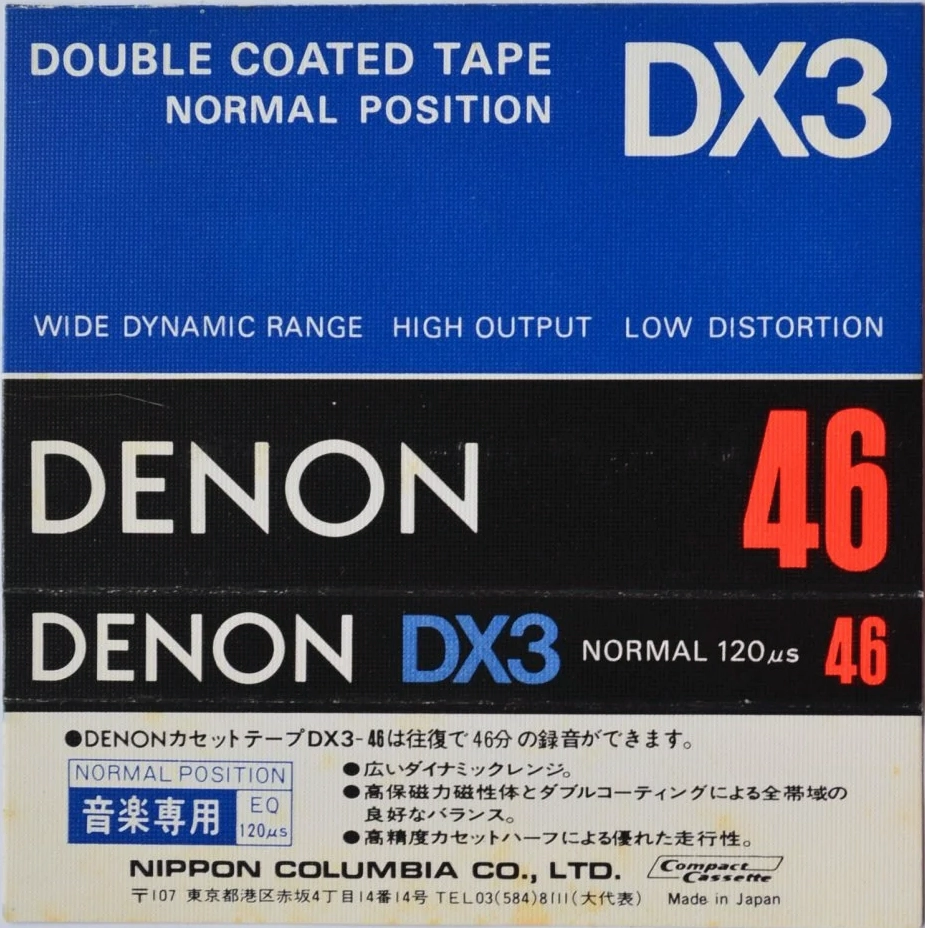 DOUBLE COATED TAPE DX3
NORMAL POSITION
WIDE DYNAMIC RANGE HIGH OUTPUT LOW DISTORTION
DENON 46
DENON DX3 NORMAL 120μs 46
●DENONカセットテープDX3-46は往復で46分の録音ができます。
NORMAL POSITION
音楽専用
EQ
120μs
●広いダイナミックレンジ。
●高保磁力磁性体とダブルコーティングによる全帯域の
良好なバランス。
●高精度カセットハーフによる優れた走行性。
NIPPON COLUMBIA CO., LTD. Compact Cassette
〒107 東京都港区赤坂4丁目14番14号 TEL03(584)8111(大代表) Made in Japan